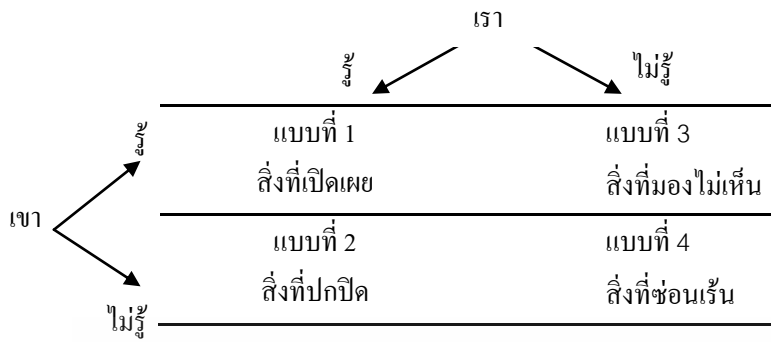 เรา
รู้ ไม่รู้
รู้ แบบที่ 1 แบบที่ 3
สิ่งที่เปิดเผย สิ่งที่มองไม่เห็น
เขา
แบบที่ 2 แบบที่ 4
สิ่งที่ปกปิด สิ่งที่ซ่อนเร้น
ไม่รู้